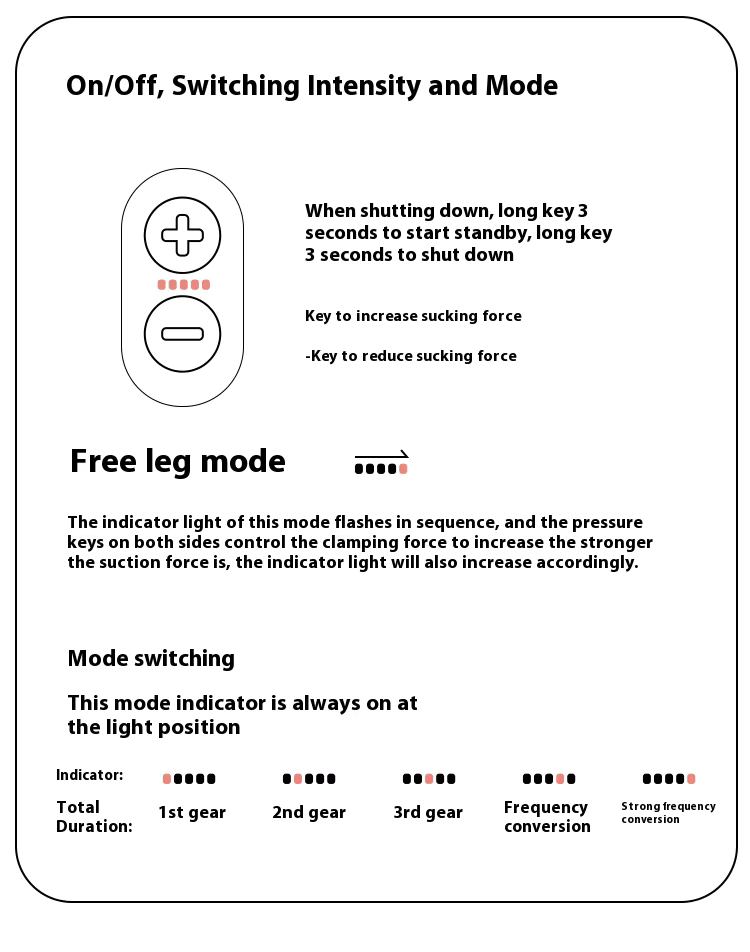 On/Off, Switching Intensity and Mode
When shutting down, long key 3
seconds to start standby, long key
3 seconds to shut down
Key to increase sucking force
-Key to reduce sucking force
Free leg mode
The indicator light of this mode flashes in sequence, and the pressure
keys on both sides control the clamping force to increase the stronger
the suction force is, the indicator light will also increase accordingly.
Mode switching
This mode indicator is always on at
the light position
Indicator:
Total
Duration:
1st gear
2nd gear
3rd gear
Frequency
conversion
Strong frequency
conversion